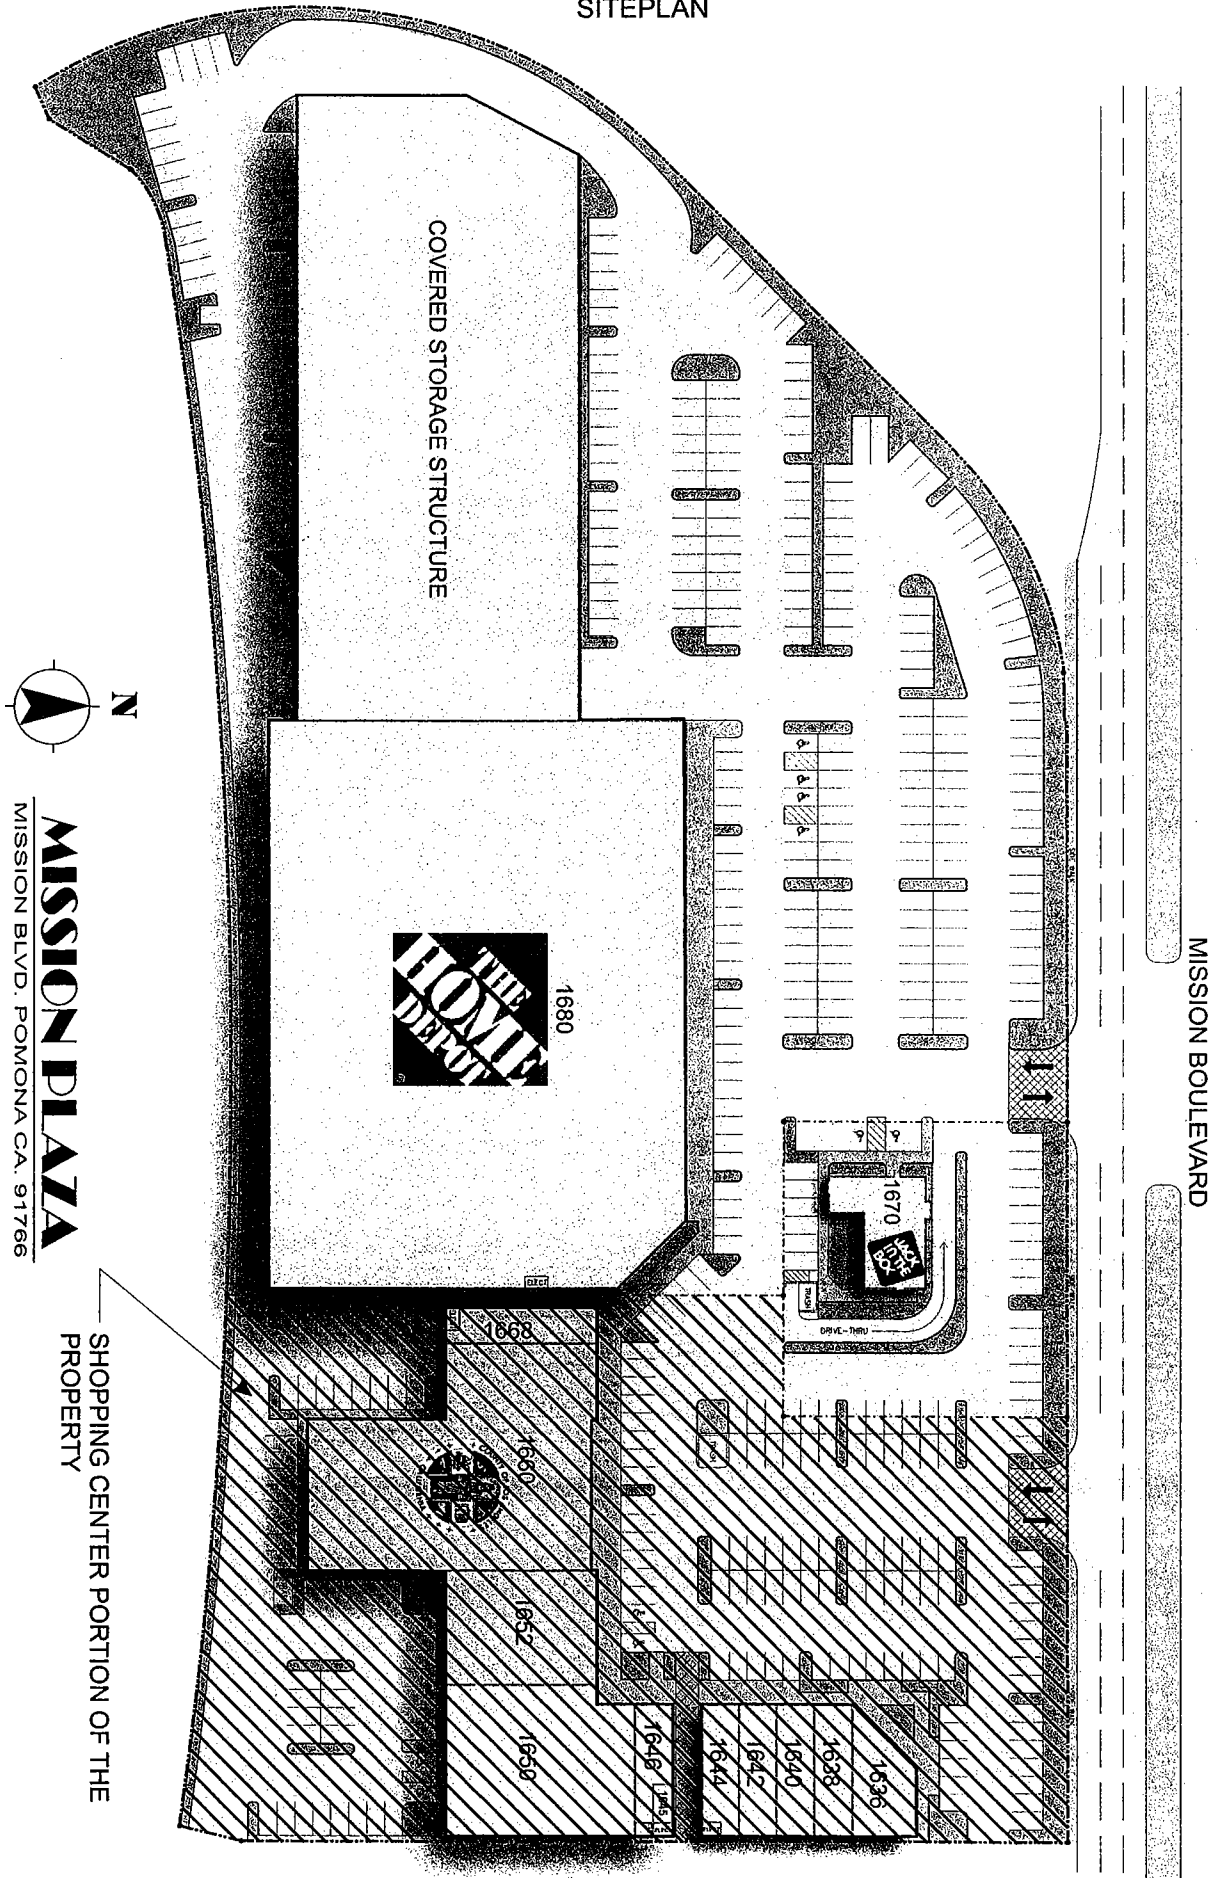 SITEPLAN
MISSION BOULEVARD
COVERED STORAGE STRUCTURE
1680
THE
HOME
DEPOT
1670
JACK
IN THE
BOX
TRASH
DRIVE-THRU
1668
1660
1652
1650
1646
1644
1642
1640
1638
1636
N
MISSION PLAZA
MISSION BLVD. POMONA CA. 91766
SHOPPING CENTER PORTION OF THE
PROPERTY